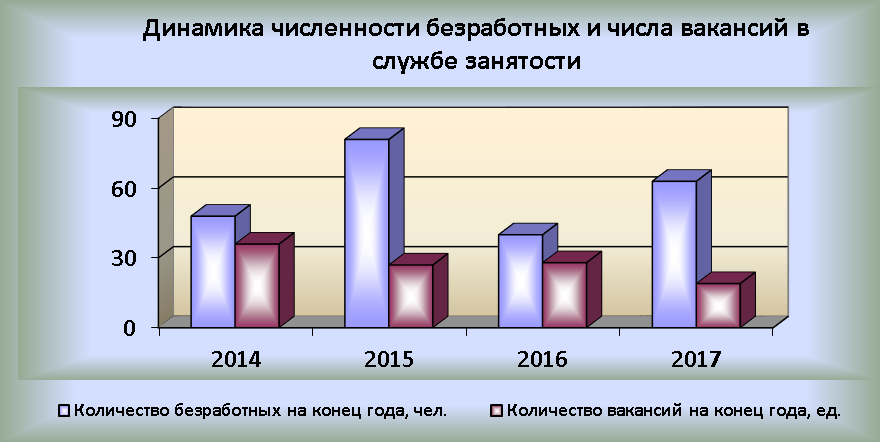 Динамика численности безработных и числа вакансий в
службе занятости
90
60
30
0
2014 2015 2016 2017
Количество безработных на конец года, чел. Количество вакансий на конец года, ед.